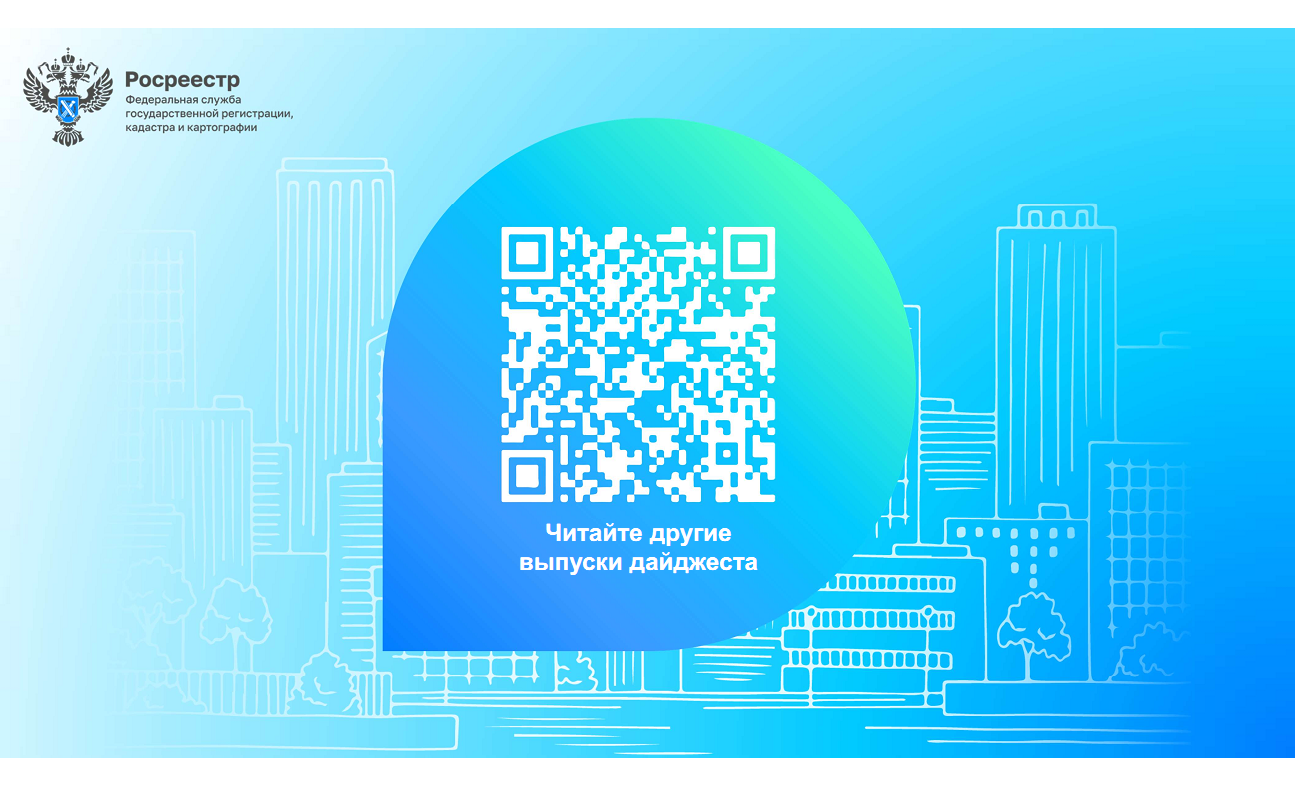 Росреестр
Федеральная служба
государственной регистрации,
кадастра и картографии
Читайте другие
выпуски дайджеста